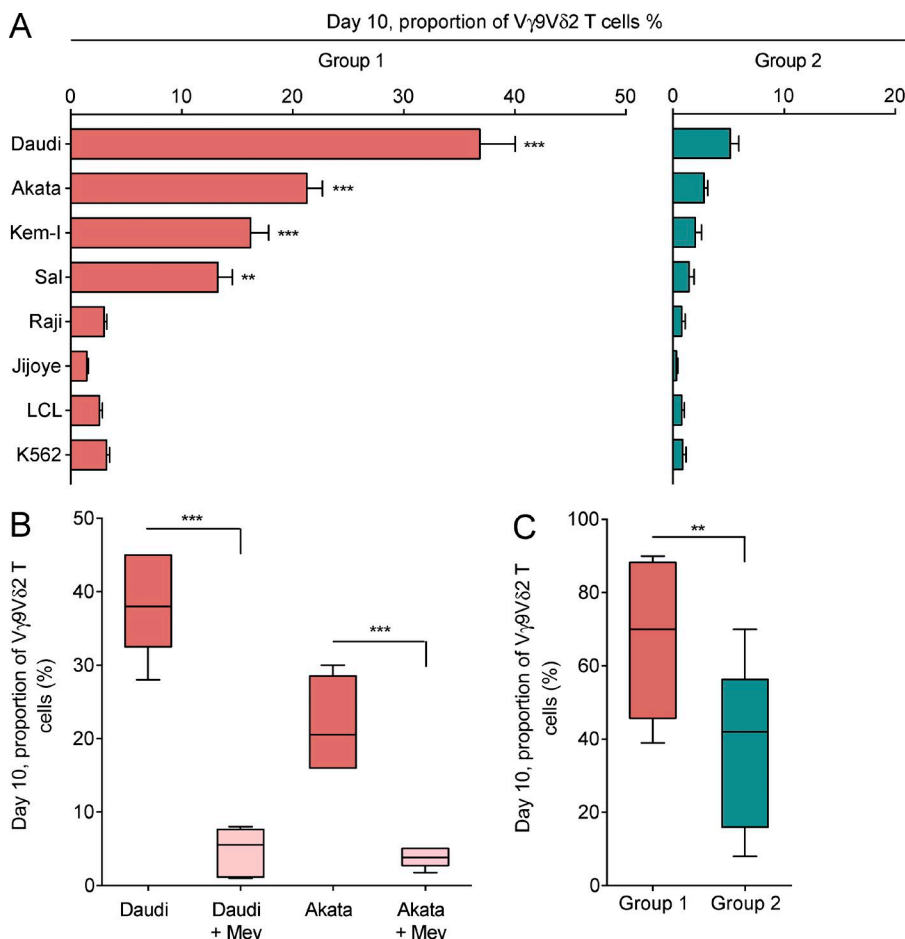 A
Day 10, proportion of Vγ9Vδ2 T cells %
Group 1
Group 2
0 10 20 30 40 50
0 10 20
Daudi
***
Akata
***
Kem-I
***
Sal
**
Raji
Jijoye
LCL
K562
B
Day 10, proportion of Vγ9Vδ2 T
cells (%)
50
40
30
20
10
0
***
***
Daudi
Daudi
+ Mev
Akata
Akata
+ Mev
C
Day 10, proportion of Vγ9Vδ2 T
cells (%)
100
80
60
40
20
0
**
Group 1
Group 2